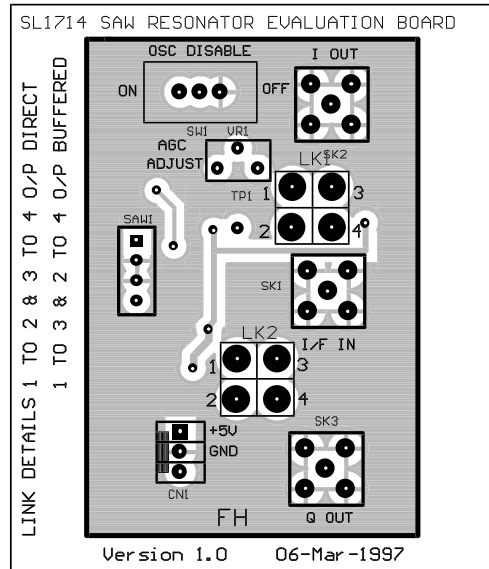 SL1714 SAW RESONATOR EVALUATION BOARD
LINK DETAILS 1 TO 2 & 3 TO 4 O/P DIRECT
1 TO 3 & 2 TO 4 O/P BUFFERED
OSC DISABLE
I OUT
ON
OFF
SW1
VR1
AGC
ADJUST
LK1
SK2
TP1
1
3
2
4
SAW1
SK1
I/F IN
LK2
1
3
2
4
+5V
GND
CN1
SK3
FH
Q OUT
Version 1.0
06-Mar-1997